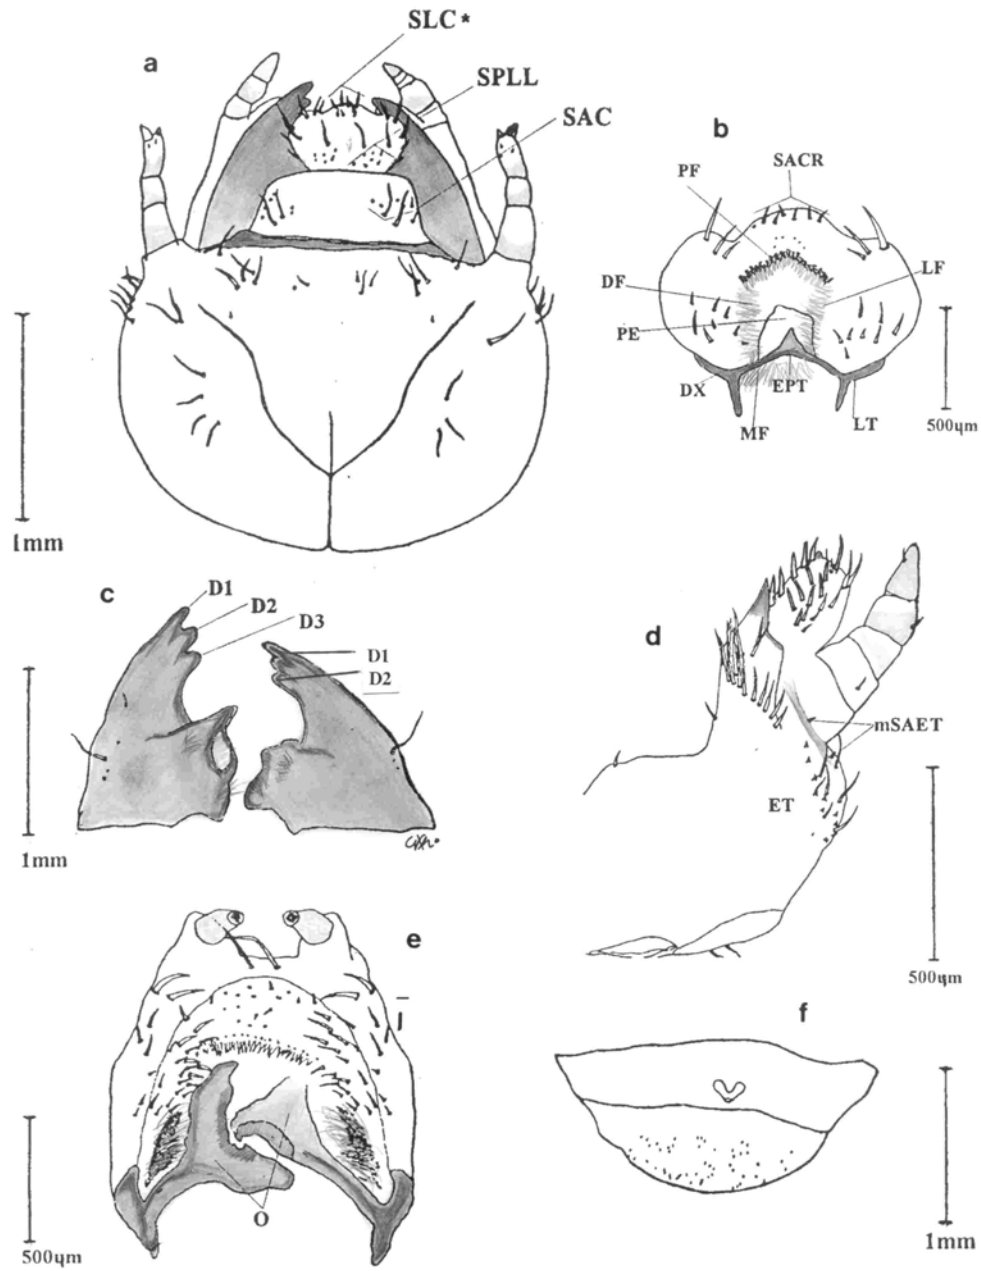 a
SLC*
SPLL
SAC
1mm
b
PF
SACR
DF
LF
PE
DX
EPT
MF
LT
500µm
c
D1
D2
D3
D1
D2
1mm
d
mSAET
ET
500µm
e
O
500µm
f
1mm